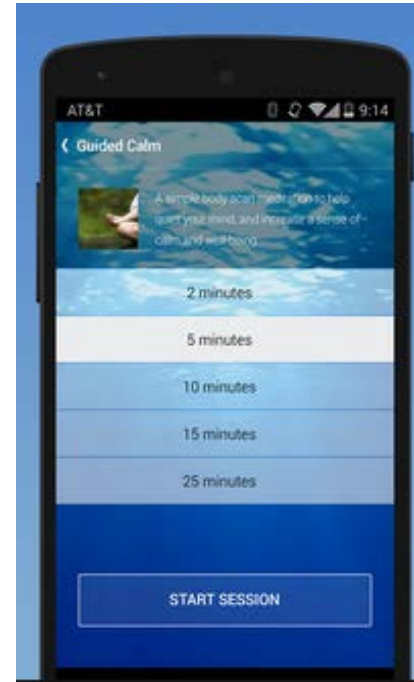 AT&T 9:14
Guided Calm
A simple body scan meditation to help
quiet your mind, and increase a sense of
calm and well-being.
2 minutes
5 minutes
10 minutes
15 minutes
25 minutes
START SESSION